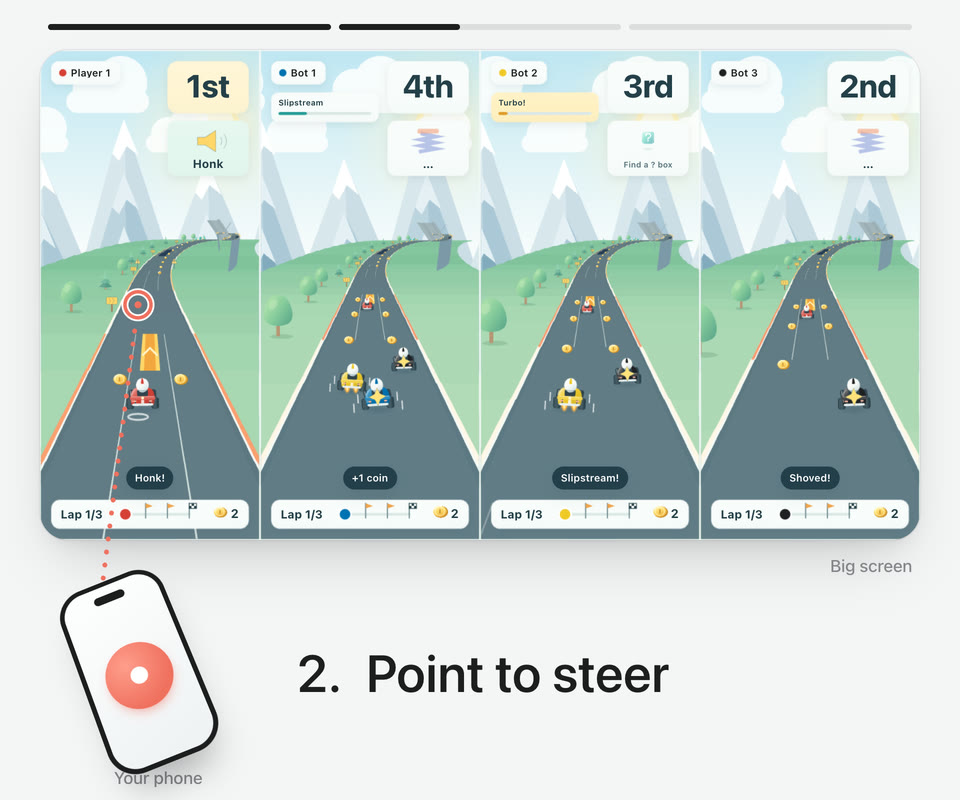 Player 1
1st
Honk
Honk!
Lap 1/3
2
Bot 1
Slipstream
4th
...
+1 coin
Lap 1/3
2
Bot 2
Turbo!
3rd
?
Find a ? box
Slipstream!
Lap 1/3
2
Bot 3
2nd
...
Shoved!
Lap 1/3
2
Big screen
2. Point to steer
Your phone